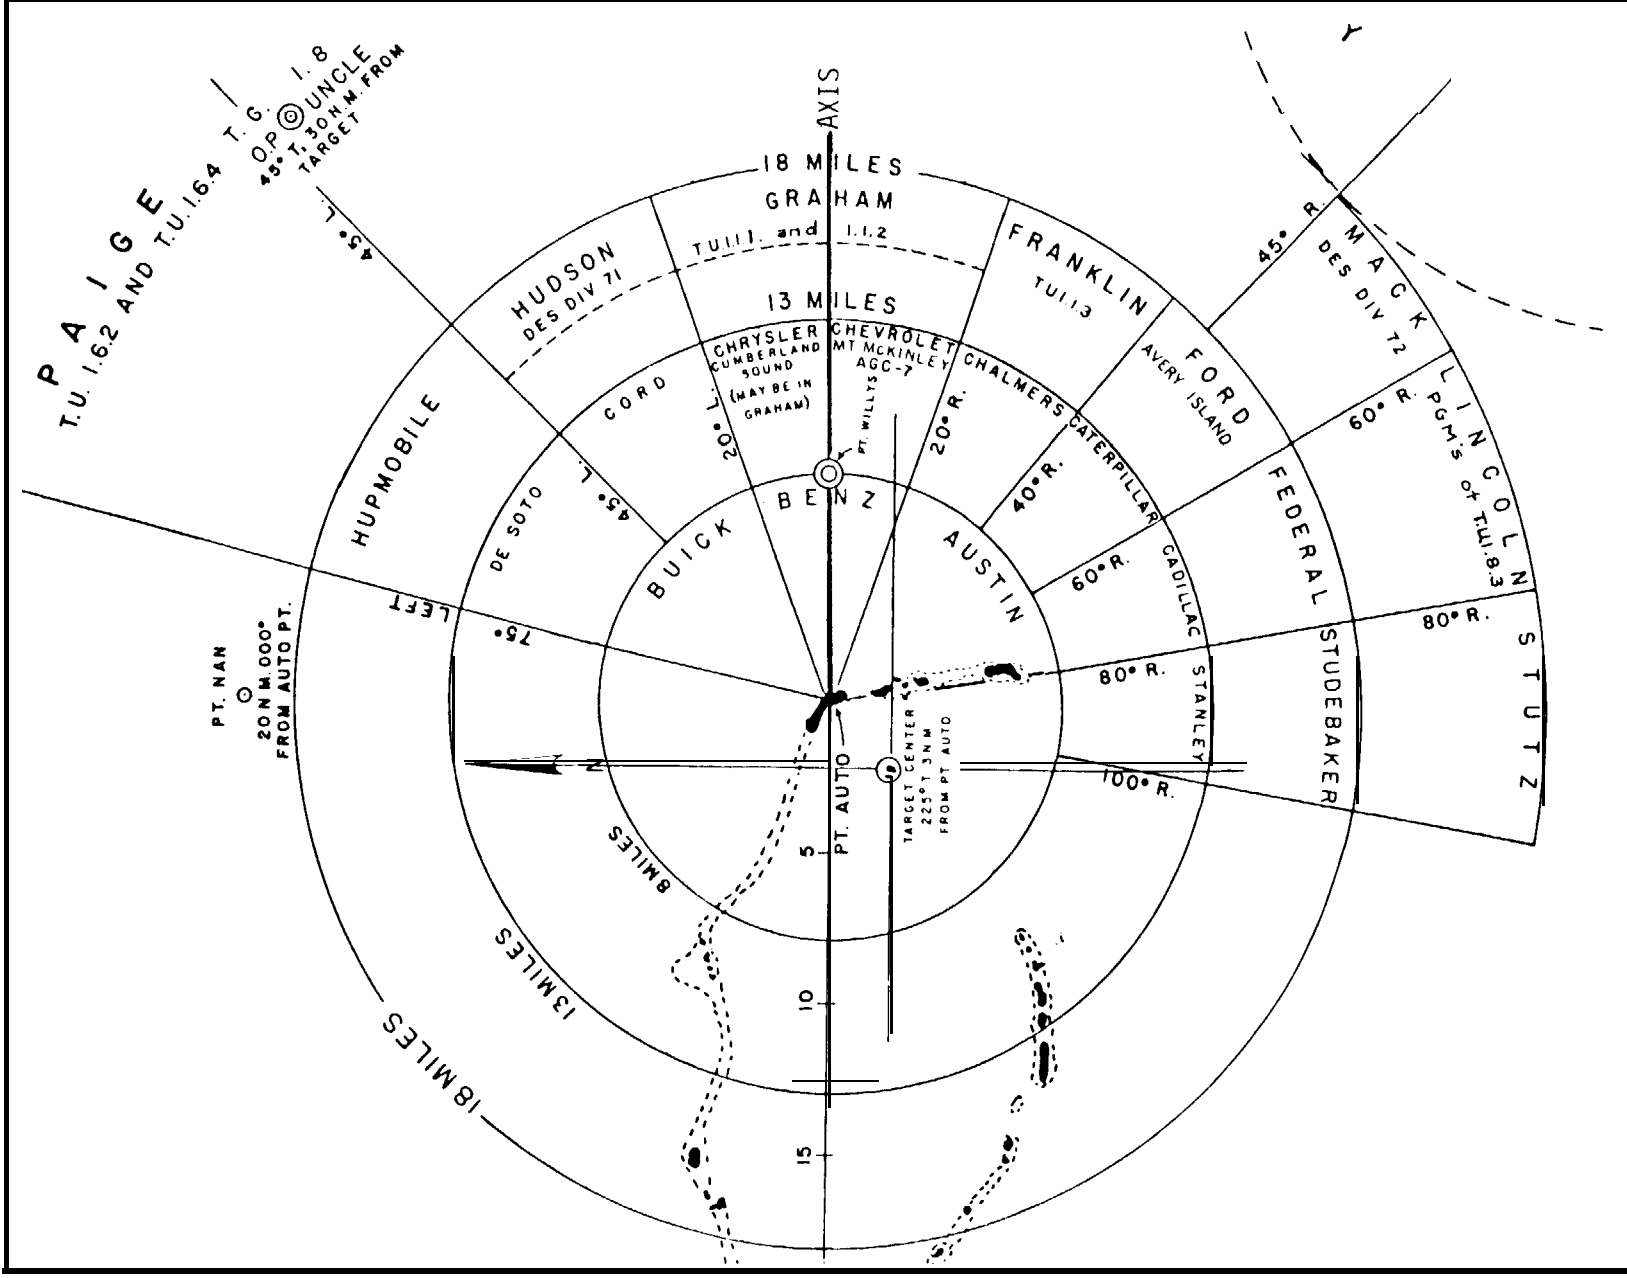 AXIS
Y
PAIGE
T.U. 1.6.2 AND T.U. 1.6.4 T. G. 1. 8
O.P UNCLE
45° T, 30 N.M. FROM
TARGET
45° L.
18 MILES
GRAHAM
T.U.1.1.1. and 1.1.2
HUDSON
DES DIV 71
FRANKLIN
T.U.1.1.3
45° R.
MACK
DES DIV 72
13 MILES
CHRYSLER
CUMBERLAND
SOUND
(MAY BE IN
GRAHAM)
CHEVROLET
MT MCKINLEY
AGC-7
PT. WILLYS
CORD
20° L.
20° R.
CHALMERS
FORD
AVERY ISLAND
60° R.
LINCOLN
PGM's of T.U.1.8.3
HUPMOBILE
DE SOTO
45° L.
40° R.
CATERPILLAR
FEDERAL
BUICK
BENZ
AUSTIN
60° R.
CADILLAC
LEFT
75°
80° R.
80° R.
STANLEY
STUDEBAKER
STUTZ
PT. NAN
20 N M. 000°
FROM AUTO PT.
N
PT. AUTO
TARGET CENTER
225° T 3 N M
FROM PT AUTO
100° R.
5
8 MILES
10
13 MILES
15
18 MILES